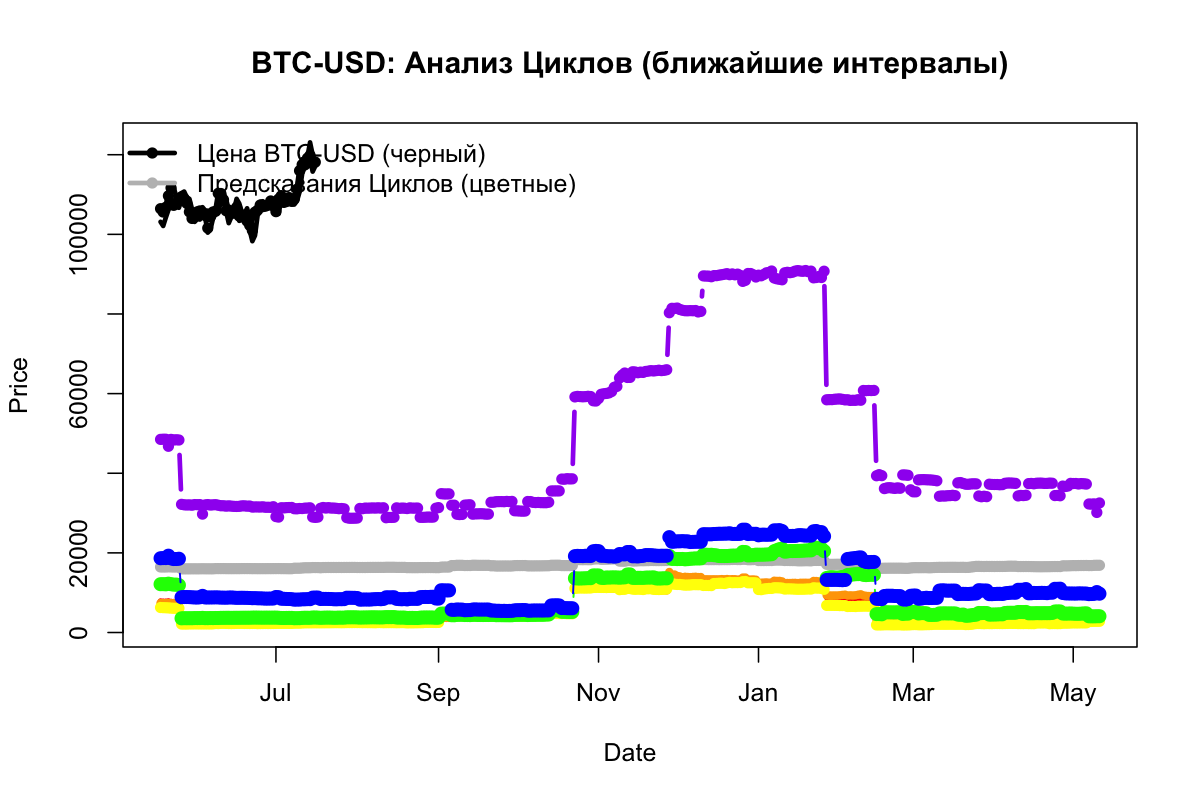 BTC-USD: Анализ Циклов (ближайшие интервалы)
Цена BTC-USD (черный)
Предсказания Циклов (цветные)
Price
100000
60000
20000
0
Jul Sep Nov Jan Mar May
Date